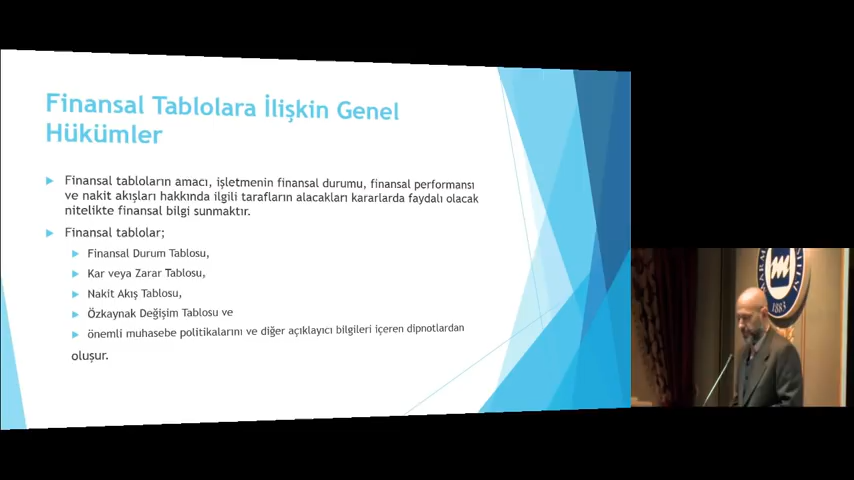 Finansal Tablolara İlişkin Genel
Hükümler
Finansal tabloların amacı, işletmenin finansal durumu, finansal performansı
ve nakit akışları hakkında ilgili tarafların alacakları kararlarda faydalı olacak
nitelikte finansal bilgi sunmaktır.
Finansal tablolar;
Finansal Durum Tablosu,
Kar veya Zarar Tablosu,
Nakit Akış Tablosu,
Özkaynak Değişim Tablosu ve
önemli muhasebe politikalarını ve diğer açıklayıcı bilgileri içeren dipnotlardan
oluşur.
1883